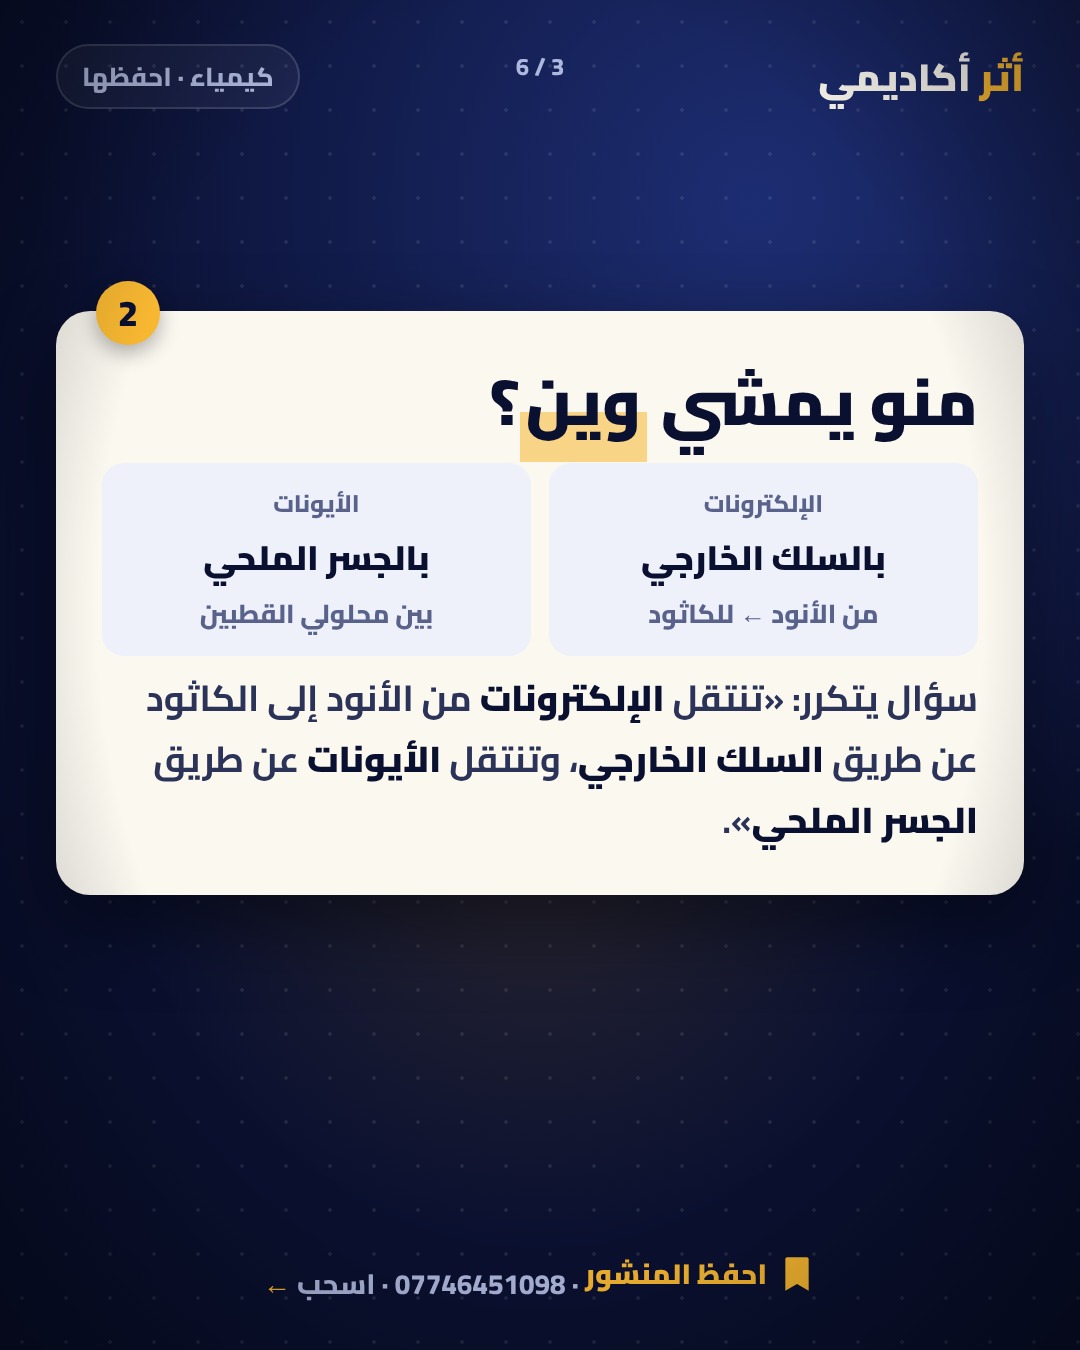 أثر أكاديمي
6 / 3
كيمياء · احفظها
2
منو يمشي وين؟
الإلكترونات
بالسلك الخارجي
من الأنود ← للكاثود
الأيونات
بالجسر الملحي
بين محلولي القطبين
سؤال يتكرر: «تنتقل الإلكترونات من الأنود إلى الكاثود
عن طريق السلك الخارجي، وتنتقل الأيونات عن طريق
الجسر الملحي».
احفظ المنشور · 07746451098 · اسحب ←